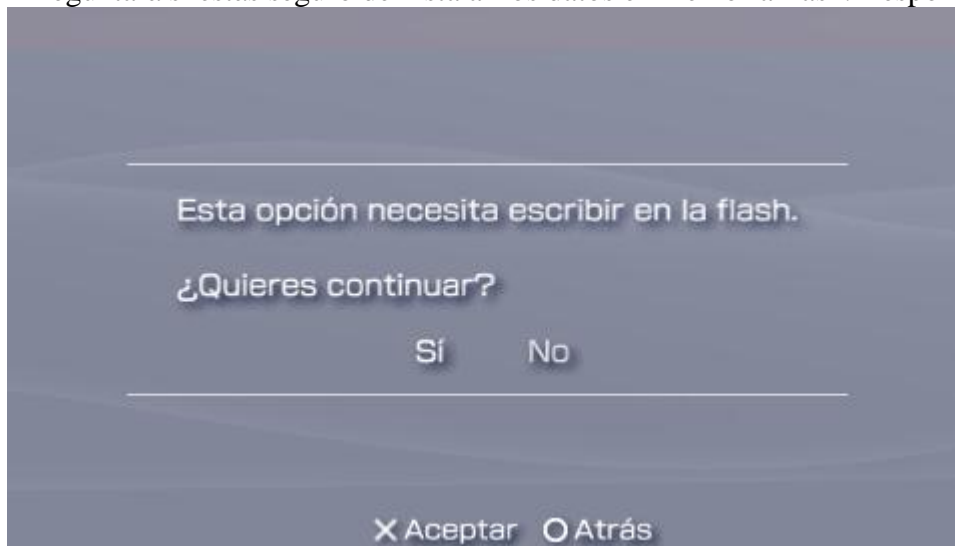 Esta opción necesita escribir en la flash.
¿Quieres continuar?
Sí No
Aceptar Atrás